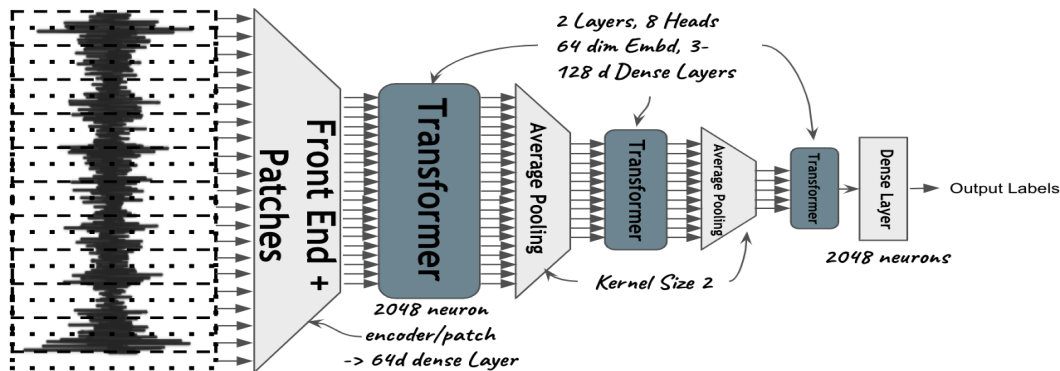 2 Layers, 8 Heads
64 dim Embd, 3-
128 d Dense Layers
Front End +
Patches
Transformer
Average Pooling
Transformer
Average Pooling
Transformer
Dense Layer
Output Labels
2048 neurons
Kernel Size 2
2048 neuron
encoder/patch
-> 64d dense Layer